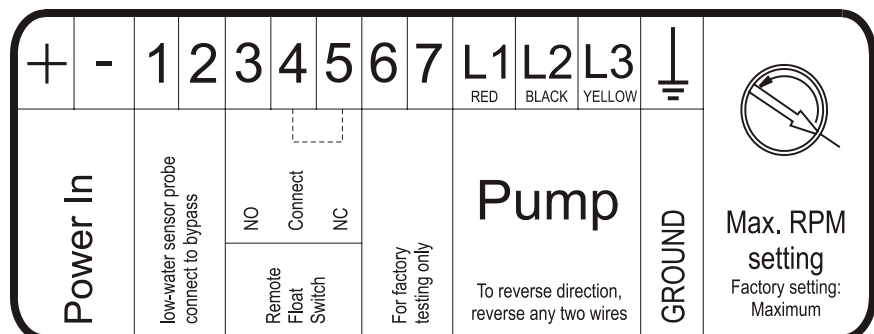 + - 1 2 3 4 5 6 7 L1 L2 L3
RED BLACK YELLOW
Power In
low-water sensor probe
connect to bypass
NO
Connect
NC
Remote
Float
Switch
For factory
testing only
Pump
To reverse direction,
reverse any two wires
GROUND
Max. RPM
setting
Factory setting:
Maximum